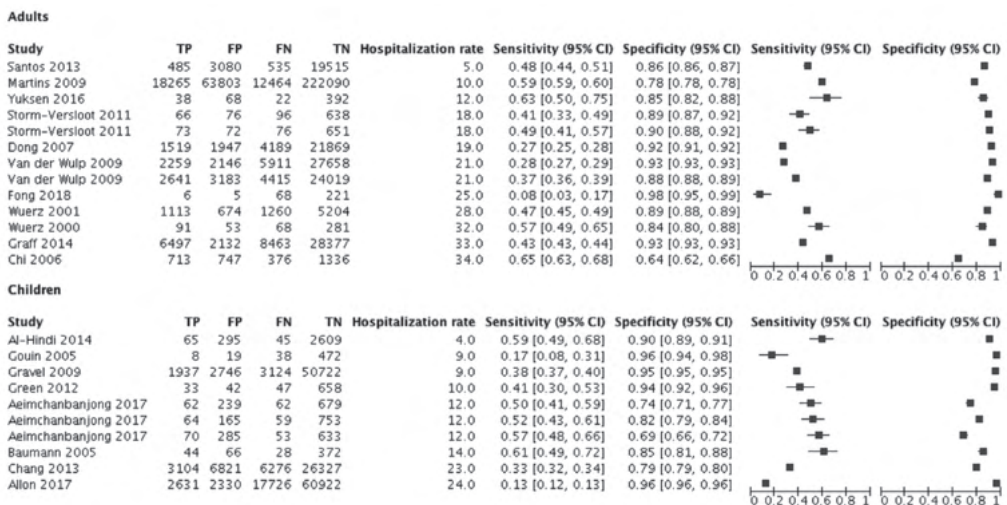 Adults
Study TP FP FN TN Hospitalization rate Sensitivity (95% CI) Specificity (95% CI) Sensitivity (95% CI) Specificity (95% CI)
Santos 2013 485 3080 535 19515 5.0 0.48 [0.44, 0.51] 0.86 [0.86, 0.87]
Martins 2009 18265 63803 12464 222090 10.0 0.59 [0.59, 0.60] 0.78 [0.78, 0.78]
Yuksen 2016 38 68 22 392 12.0 0.63 [0.50, 0.75] 0.85 [0.82, 0.88]
Storm-Versloot 2011 66 76 96 638 18.0 0.41 [0.33, 0.49] 0.89 [0.87, 0.92]
Storm-Versloot 2011 73 72 76 651 18.0 0.49 [0.41, 0.57] 0.90 [0.88, 0.92]
Dong 2007 1519 1947 4189 21869 19.0 0.27 [0.25, 0.28] 0.92 [0.91, 0.92]
Van der Wulp 2009 2259 2146 5911 27658 21.0 0.28 [0.27, 0.29] 0.93 [0.93, 0.93]
Van der Wulp 2009 2641 3183 4415 24019 21.0 0.37 [0.36, 0.39] 0.88 [0.88, 0.89]
Fong 2018 6 5 68 221 25.0 0.08 [0.03, 0.17] 0.98 [0.95, 0.99]
Wuerz 2001 1113 674 1260 5204 28.0 0.47 [0.45, 0.49] 0.89 [0.88, 0.89]
Wuerz 2000 91 53 68 281 32.0 0.57 [0.49, 0.65] 0.84 [0.80, 0.88]
Graff 2014 6497 2132 8463 28377 33.0 0.43 [0.43, 0.44] 0.93 [0.93, 0.93]
Chi 2006 713 747 376 1336 34.0 0.65 [0.63, 0.68] 0.64 [0.62, 0.66]
0 0.2 0.4 0.6 0.8 1 0 0.2 0.4 0.6 0.8 1
Children
Study TP FP FN TN Hospitalization rate Sensitivity (95% CI) Specificity (95% CI) Sensitivity (95% CI) Specificity (95% CI)
Al-Hindi 2014 65 295 45 2609 4.0 0.59 [0.49, 0.68] 0.90 [0.89, 0.91]
Gouin 2005 8 19 38 472 9.0 0.17 [0.08, 0.31] 0.96 [0.94, 0.98]
Gravel 2009 1937 2746 3124 50722 9.0 0.38 [0.37, 0.40] 0.95 [0.95, 0.95]
Green 2012 33 42 47 658 10.0 0.41 [0.30, 0.53] 0.94 [0.92, 0.96]
Aeimchanbanjong 2017 62 239 62 679 12.0 0.50 [0.41, 0.59] 0.74 [0.71, 0.77]
Aeimchanbanjong 2017 64 165 59 753 12.0 0.52 [0.43, 0.61] 0.82 [0.79, 0.84]
Aeimchanbanjong 2017 70 285 53 633 12.0 0.57 [0.48, 0.66] 0.69 [0.66, 0.72]
Baumann 2005 44 66 28 372 14.0 0.61 [0.49, 0.72] 0.85 [0.81, 0.88]
Chang 2013 3104 6821 6276 26327 23.0 0.33 [0.32, 0.34] 0.79 [0.79, 0.80]
Allon 2017 2631 2330 17726 60922 24.0 0.13 [0.12, 0.13] 0.96 [0.96, 0.96]
0 0.2 0.4 0.6 0.8 1 0 0.2 0.4 0.6 0.8 1